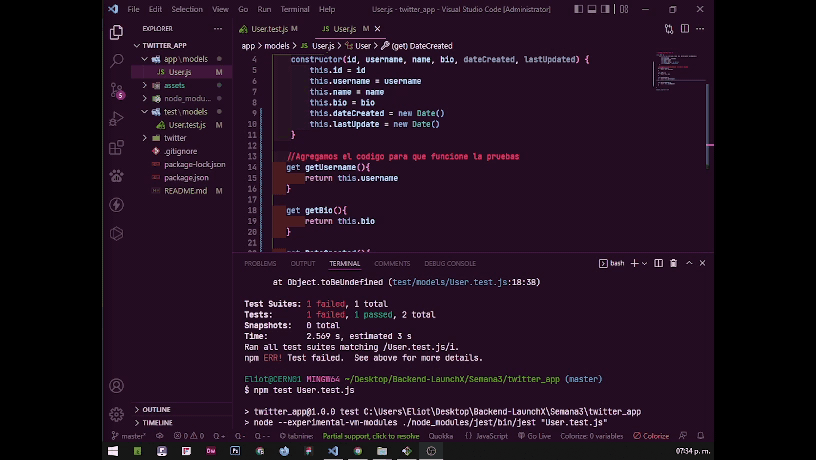 File Edit Selection View Go Run Terminal Help
User.js - twitter_app - Visual Studio Code [Administrator]
EXPLORER
TWITTER_APP
app\models
User.js M
assets
node_modu...
test\models
User.test.js M
twitter
.gitignore
package-lock.json
package.json
README.md M
OUTLINE
TIMELINE
5
User.test.js M
User.js M
app > models > User.js > User > (get) DateCreated
4 constructor(id, username, name, bio, dateCreated, lastUpdated) {
5 this.id = id
6 this.username = username
7 this.name = name
8 this.bio = bio
9 this.dateCreated = new Date()
10 this.lastUpdate = new Date()
11 }
12
13 //Agregamos el codigo para que funcione la pruebas
14 get getUsername(){
15 return this.username
16 }
17
18 get getBio(){
19 return this.bio
20 }
21
PROBLEMS OUTPUT TERMINAL COMMENTS DEBUG CONSOLE
bash
at Object.toBeUndefined (test/models/User.test.js:18:38)
Test Suites: 1 failed, 1 total
Tests: 1 failed, 1 passed, 2 total
Snapshots: 0 total
Time: 2.569 s, estimated 3 s
Ran all test suites matching /User.test.js/i.
npm ERR! Test failed. See above for more details.
Eliot@CERN01 MINGW64 ~/Desktop/Backend-LaunchX/Semana3/twitter_app (master)
$ npm test User.test.js
> twitter_app@1.0.0 test C:\Users\Eliot\Desktop\Backend-LaunchX\Semana3\twitter_app
> node --experimental-vm-modules ./node_modules/jest/bin/jest "User.test.js"
master* 0 0 tabnine Partial support, click to resolve Quokka {} JavaScript Go Live Colorize: 0 variables Colorize
07:34 p. m.